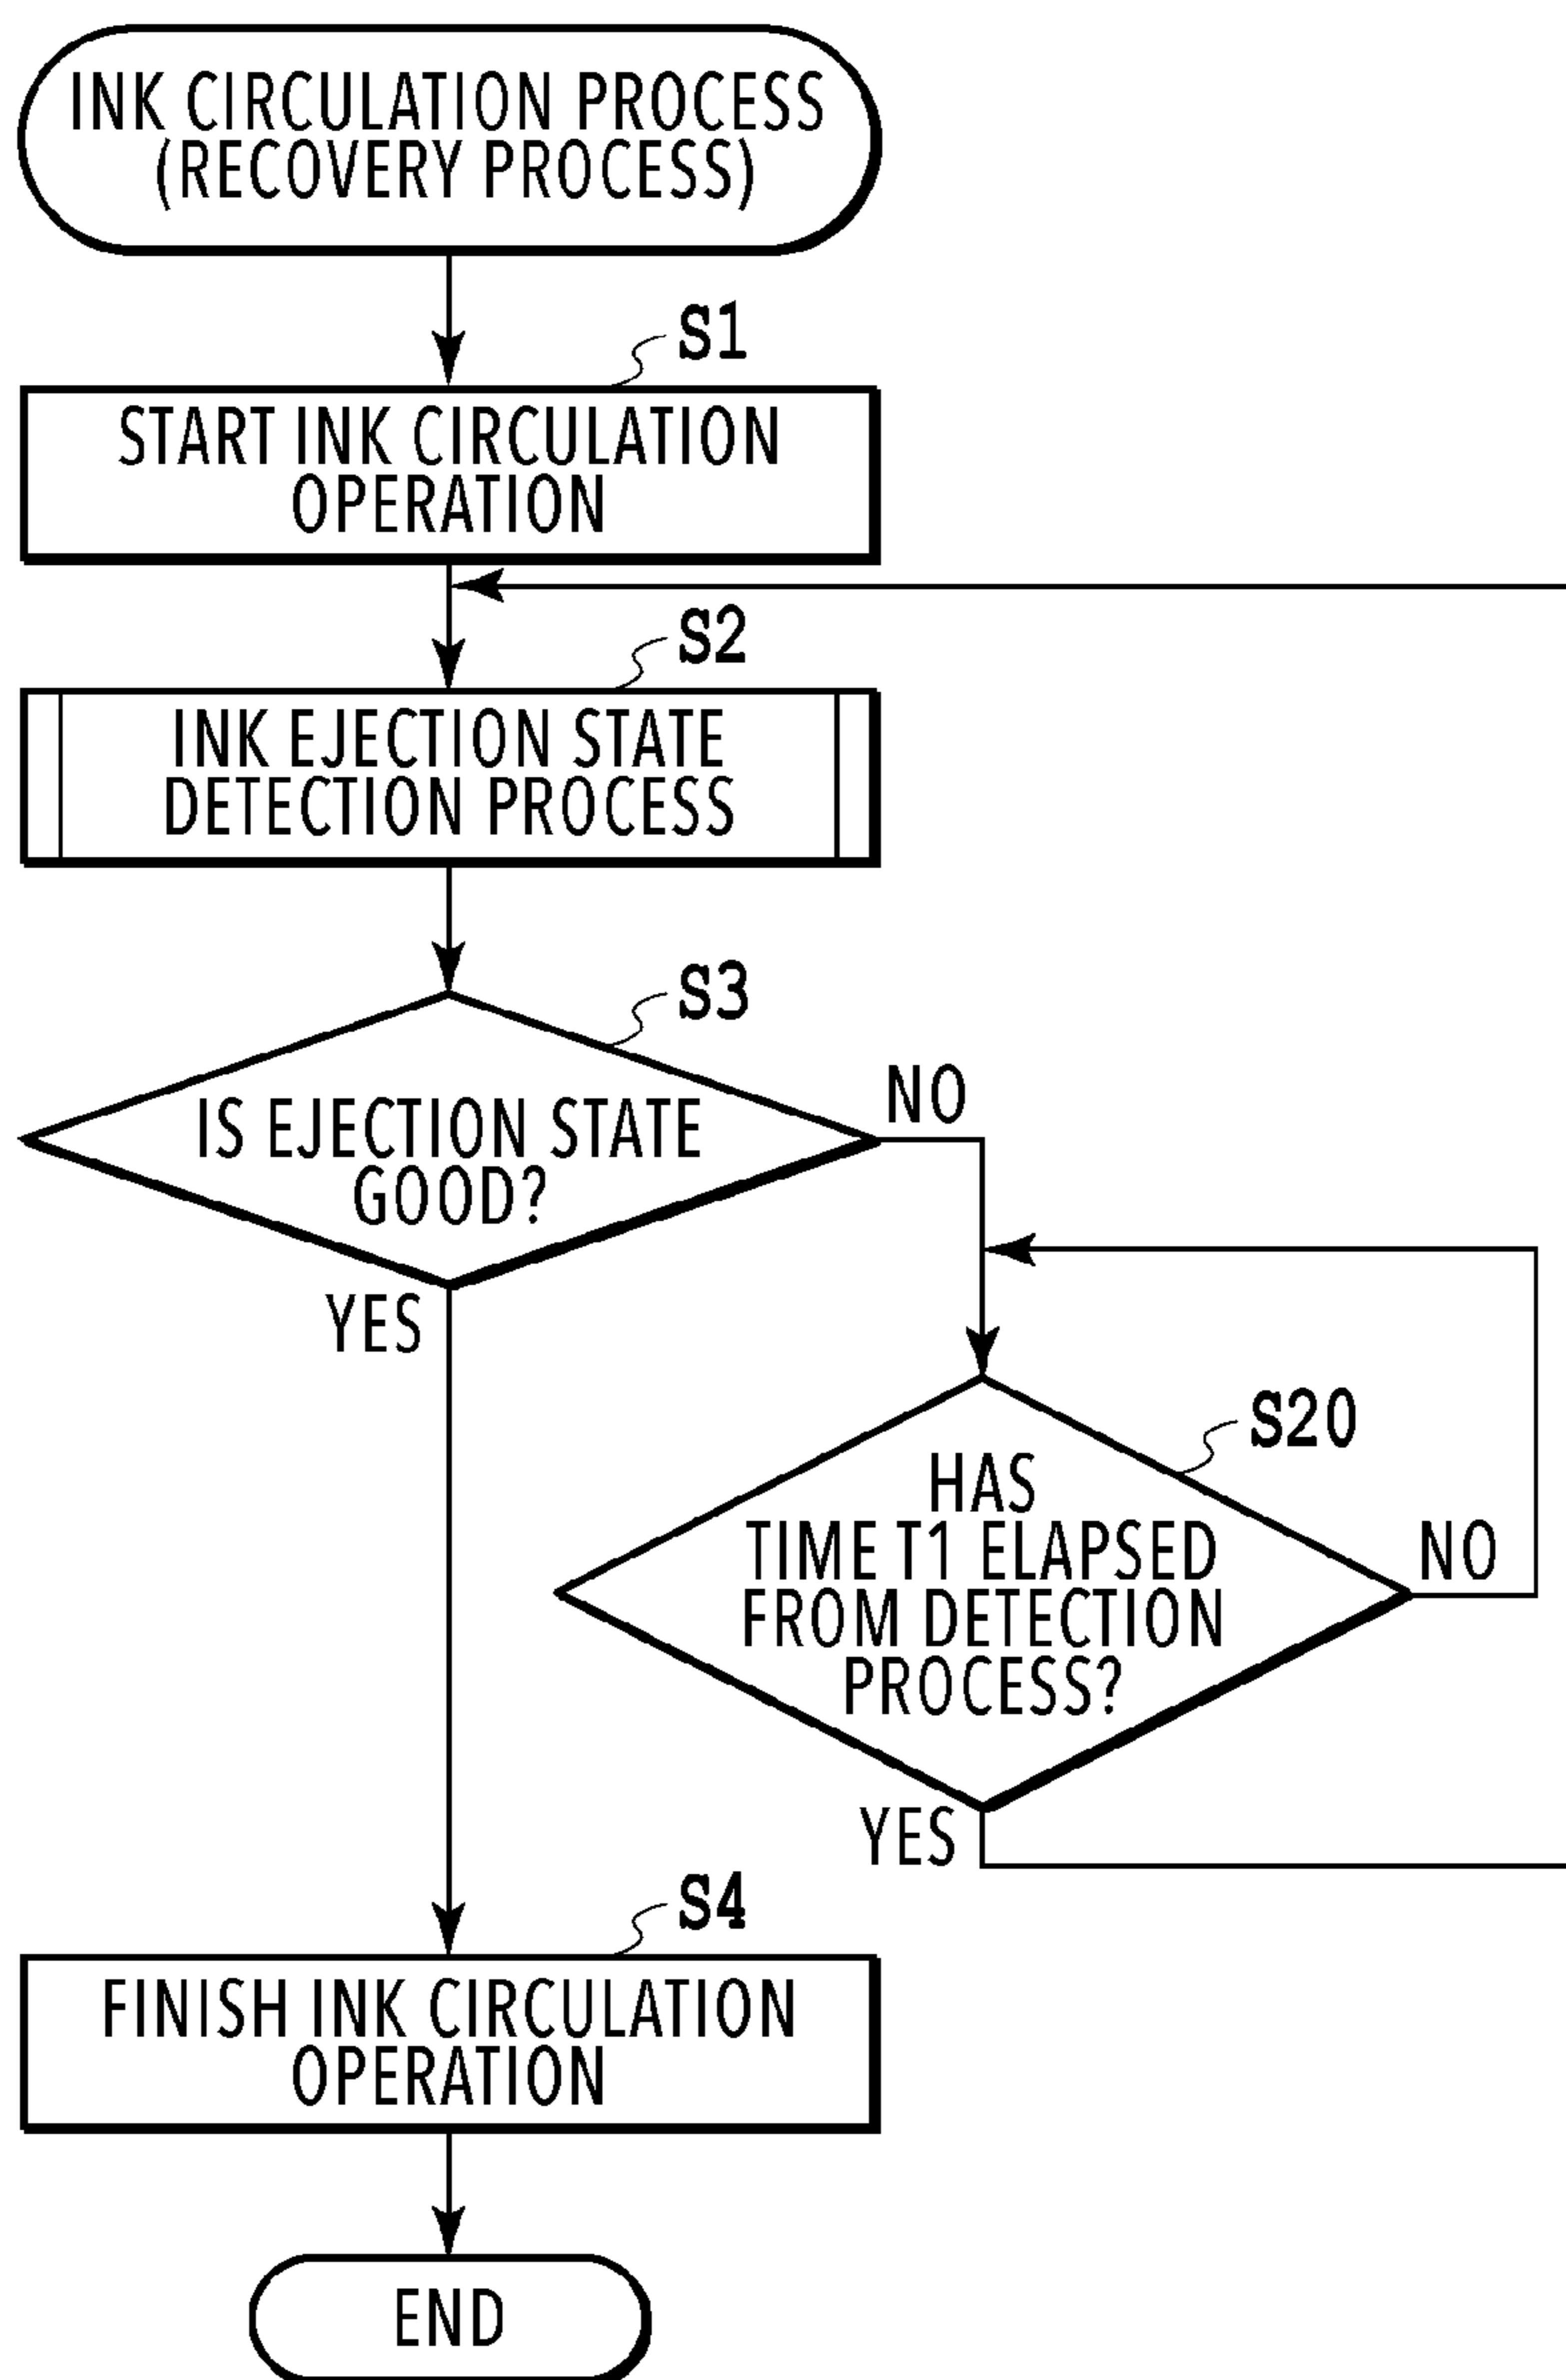 INK CIRCULATION PROCESS
(RECOVERY PROCESS)
S1
START INK CIRCULATION
OPERATION
S2
INK EJECTION STATE
DETECTION PROCESS
S3
IS EJECTION STATE
GOOD?
NO
YES
S20
HAS
TIME T1 ELAPSED
FROM DETECTION
PROCESS?
NO
YES
S4
FINISH INK CIRCULATION
OPERATION
END